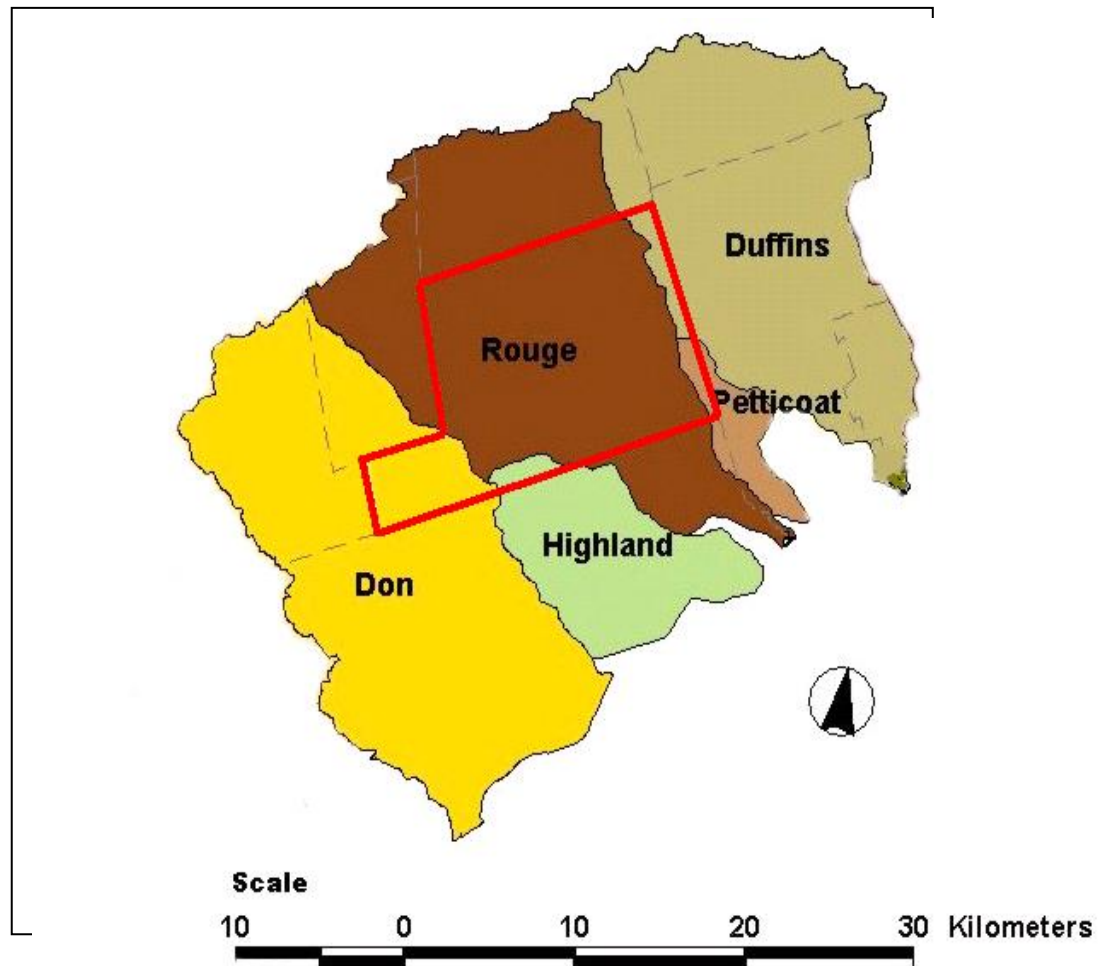 Duffins
Rouge
Petticoat
Highland
Don
Scale
10 0 10 20 30 Kilometers